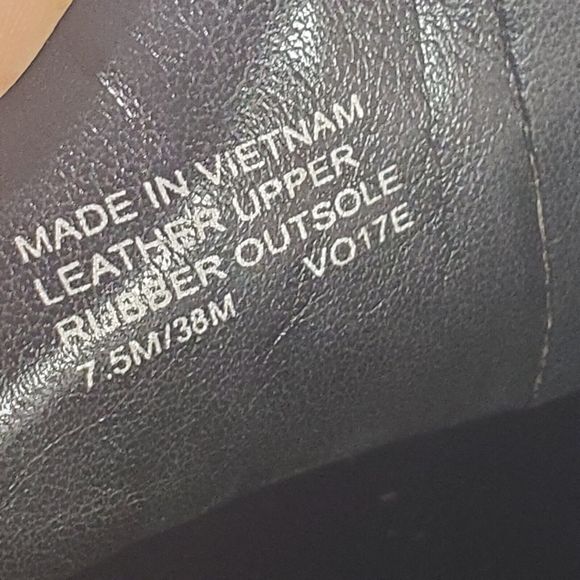 MADE IN VIETNAM
LEATHER UPPER
RUBBER OUTSOLE
7.5M/38M VO17E